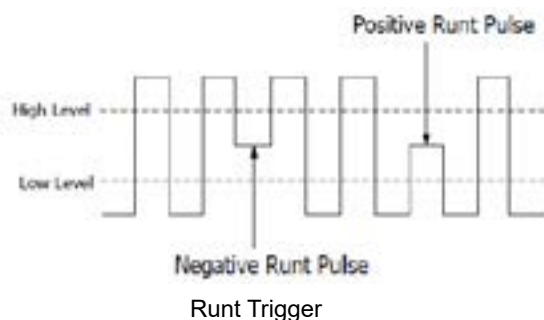 Positive Runt Pulse
High Level
Low Level
Negative Runt Pulse
Runt Trigger